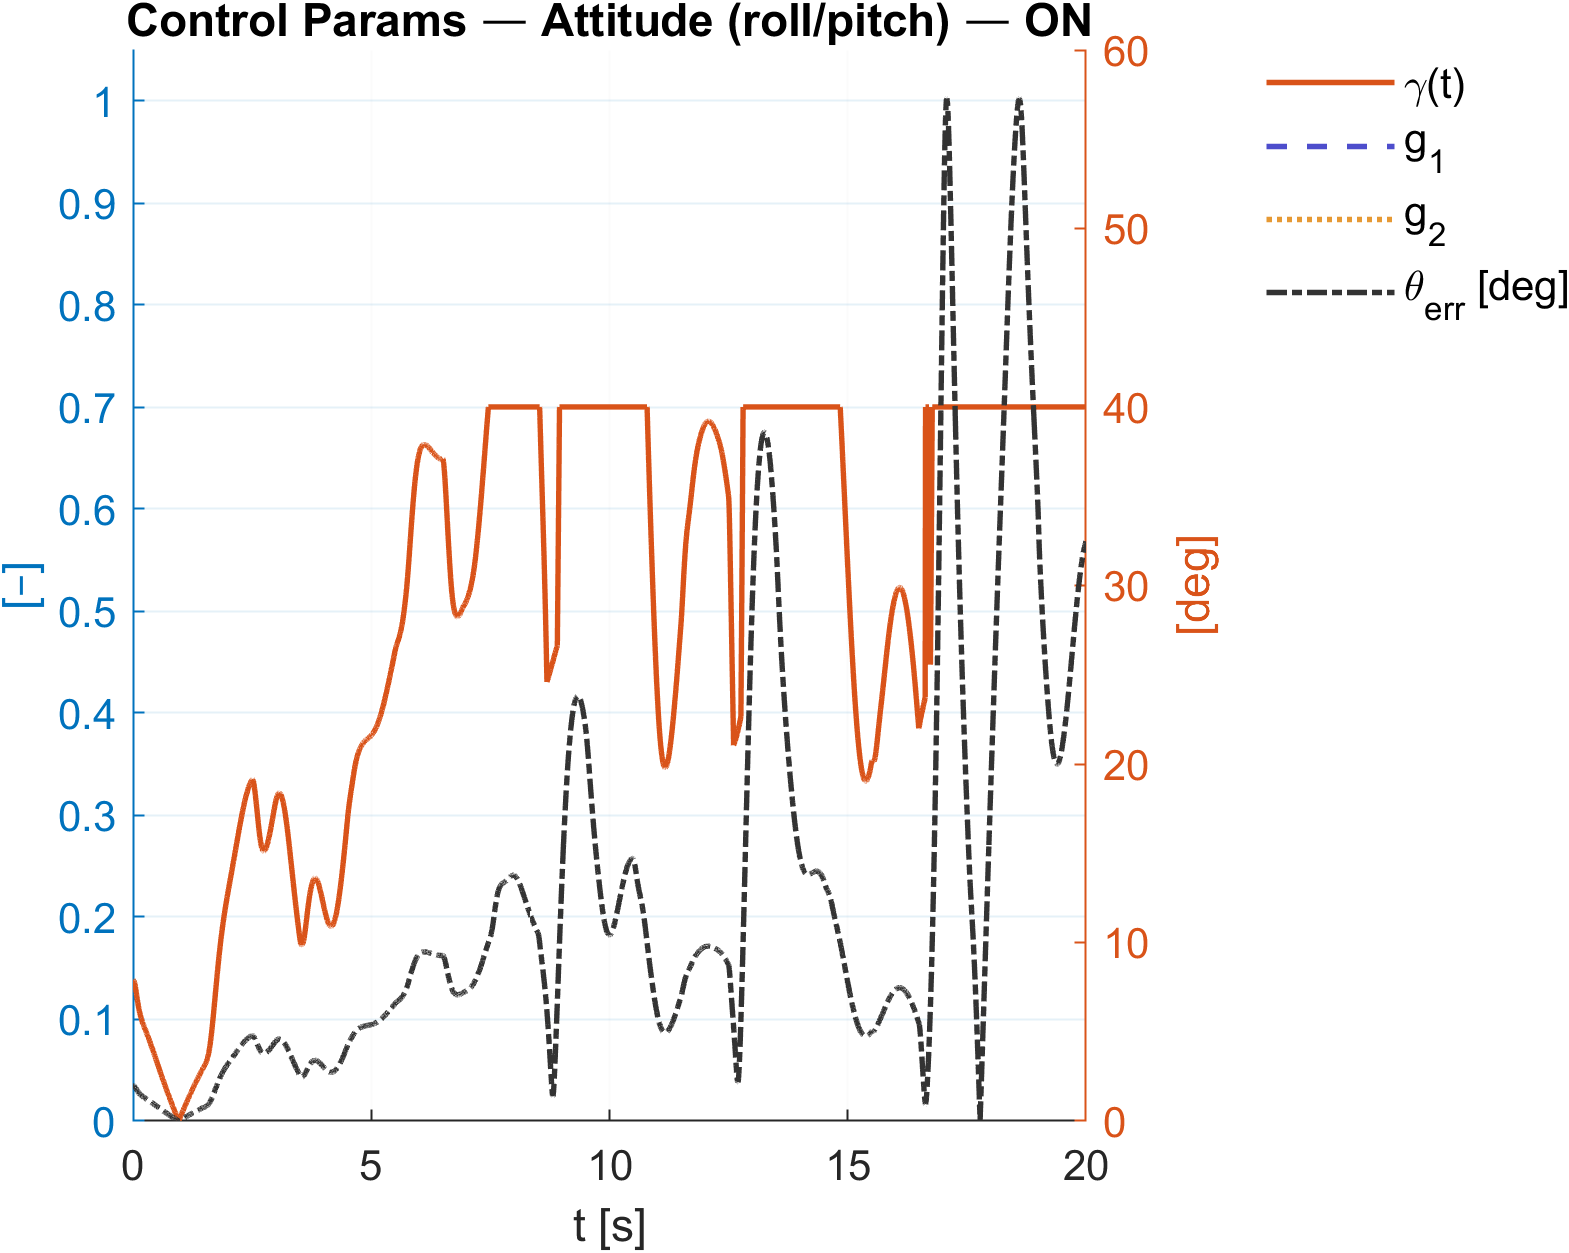 Control Params — Attitude (roll/pitch) — ON
1
0.9
0.8
0.7
0.6
0.5
0.4
0.3
0.2
0.1
0
[–]
60
50
40
30
20
10
0
[deg]
0 5 10 15 20
t [s]
γ(t)
g1
g2
θerr [deg]